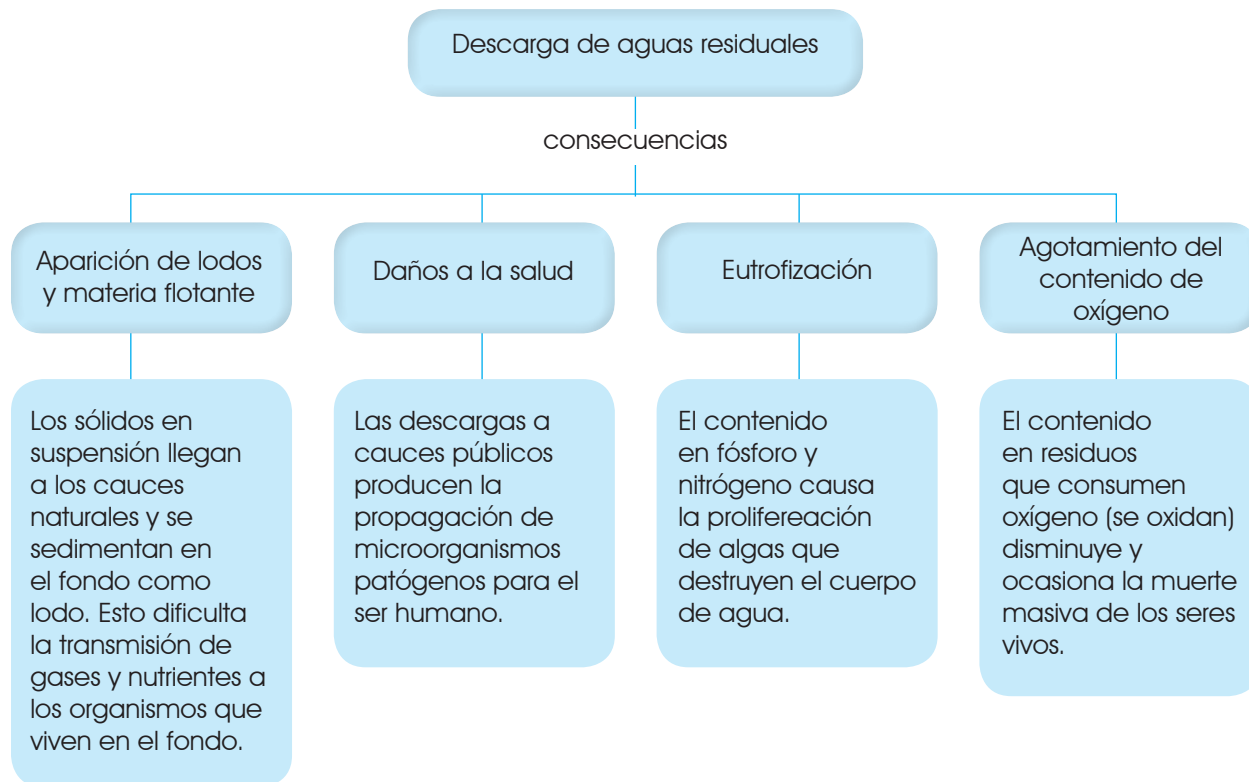 Descarga de aguas residuales
consecuencias
Aparición de lodos
y materia flotante
Daños a la salud
Eutrofización
Agotamiento del
contenido de
oxígeno
Los sólidos en
suspensión llegan
a los cauces
naturales y se
sedimentan en
el fondo como
lodo. Esto dificulta
la transmisión de
gases y nutrientes a
los organismos que
viven en el fondo.
Las descargas a
cauces públicos
producen la
propagación de
microorganismos
patógenos para el
ser humano.
El contenido
en fósforo y
nitrógeno causa
la prolifereación
de algas que
destruyen el cuerpo
de agua.
El contenido
en residuos
que consumen
oxígeno (se oxidan)
disminuye y
ocasiona la muerte
masiva de los seres
vivos.